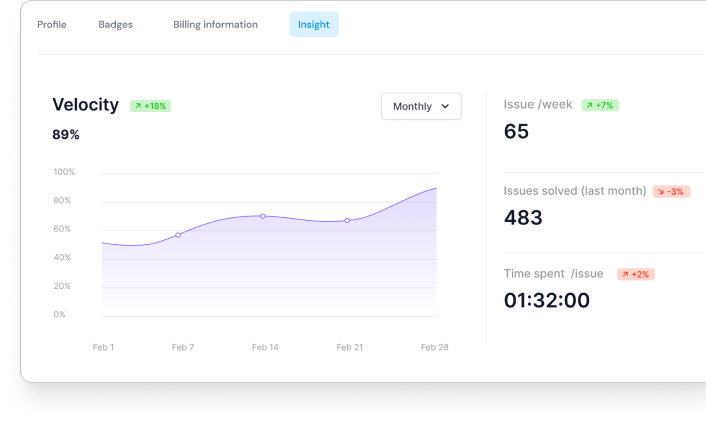 Profile Badges Billing information Insight
Velocity +18%
89%
Monthly
100%
80%
60%
40%
20%
0%
Feb 1 Feb 7 Feb 14 Feb 21 Feb 28
Issue /week +7%
65
Issues solved (last month) -3%
483
Time spent /issue +2%
01:32:00